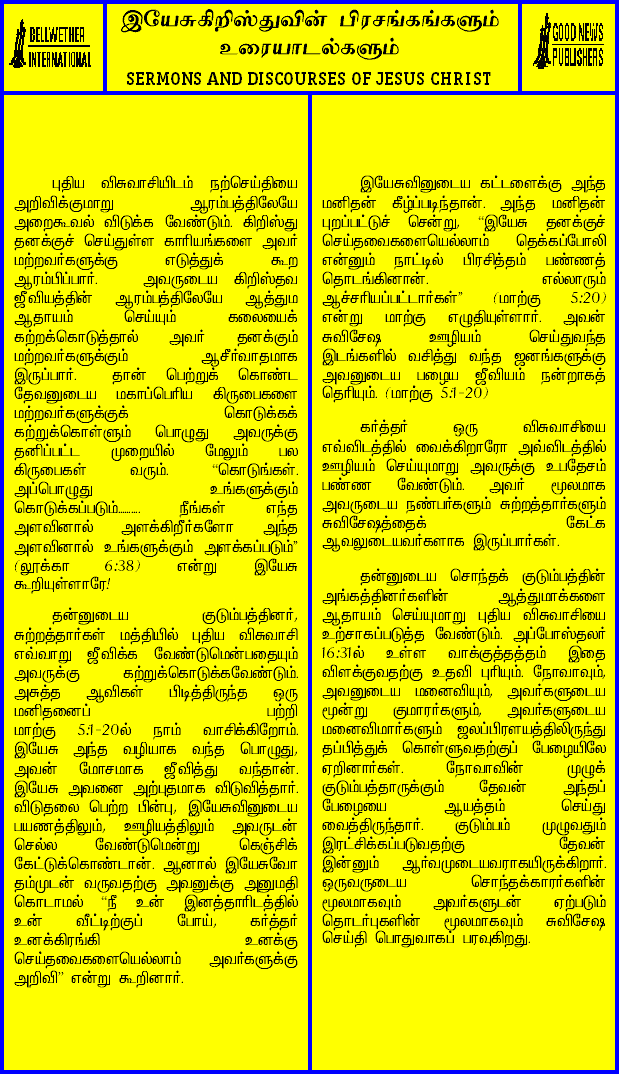 BELLWETHER
INTERNATIONAL
இயேசுகிறிஸ்துவின் பிரசங்கங்களும்
உரையாடல்களும்
SERMONS AND DISCOURSES OF JESUS CHRIST
GOOD NEWS
PUBLISHERS
புதிய விசுவாசியிடம் நற்செய்தியை
அறிவிக்குமாறு ஆரம்பத்திலேயே
அறைகூவல் விடுக்க வேண்டும். கிறிஸ்து
தனக்குச் செய்துள்ள காரியங்களை அவர்
மற்றவர்களுக்கு எடுத்துக் கூற
ஆரம்பிப்பார். அவருடைய கிறிஸ்தவ
ஜீவியத்தின் ஆரம்பத்திலேயே ஆத்தும
ஆதாயம் செய்யும் கலையைக்
கற்றக்கொடுத்தால் அவர் தனக்கும்
மற்றவர்களுக்கும் ஆசீர்வாதமாக
இருப்பார். தான் பெற்றுக் கொண்ட
தேவனுடைய மகாப்பெரிய கிருபைகளை
மற்றவர்களுக்குக் கொடுக்கக்
கற்றுக்கொள்ளும் பொழுது அவருக்கு
தனிப்பட்ட முறையில் மேலும் பல
கிருபைகள் வரும். “கொடுங்கள்.
அப்பொழுது உங்களுக்கும்
கொடுக்கப்படும்......... நீங்கள் எந்த
அளவினால் அளக்கிறீர்களோ அந்த
அளவினால் உங்களுக்கும் அளக்கப்படும்”
(லூக்கா 6:38) என்று இயேசு
கூறியுள்ளாரே!
தன்னுடைய குடும்பத்தினர்,
சுற்றத்தார்கள் மத்தியில் புதிய விசுவாசி
எவ்வாறு ஜீவிக்க வேண்டுமென்பதையும்
அவருக்கு கற்றுக்கொடுக்கவேண்டும்.
அசுத்த ஆவிகள் பிடித்திருந்த ஒரு
மனிதனைப் பற்றி
மாற்கு 5:1-20ல் நாம் வாசிக்கிறோம்.
இயேசு அந்த வழியாக வந்த பொழுது,
அவன் மோசமாக ஜீவித்து வந்தான்.
இயேசு அவனை அற்புதமாக விடுவித்தார்.
விடுதலை பெற்ற பின்பு, இயேசுவினுடைய
பயணத்திலும், ஊழியத்திலும் அவருடன்
செல்ல வேண்டுமென்று கெஞ்சிக்
கேட்டுக்கொண்டான். ஆனால் இயேசுவோ
தம்முடன் வருவதற்கு அவனுக்கு அனுமதி
கொடாமல் “நீ உன் இனத்தாரிடத்தில்
உன் வீட்டிற்குப் போய், கர்த்தர்
உனக்கிரங்கி உனக்கு
செய்தவைகளையெல்லாம் அவர்களுக்கு
அறிவி” என்று கூறினார்.
இயேசுவினுடைய கட்டளைக்கு அந்த
மனிதன் கீழ்ப்படிந்தான். அந்த மனிதன்
புறப்பட்டுச் சென்று, “இயேசு தனக்குச்
செய்தவைகளையெல்லாம் தெக்கப்போலி
என்னும் நாட்டில் பிரசித்தம் பண்ணத்
தொடங்கினான். எல்லாரும்
ஆச்சரியப்பட்டார்கள்” (மாற்கு 5:20)
என்று மாற்கு எழுதியுள்ளார். அவன்
சுவிசேஷ ஊழியம் செய்துவந்த
இடங்களில் வசித்து வந்த ஜனங்களுக்கு
அவனுடைய பழைய ஜீவியம் நன்றாகத்
தெரியும். (மாற்கு 5:1-20)
கர்த்தர் ஒரு விசுவாசியை
எவ்விடத்தில் வைக்கிறாரோ அவ்விடத்தில்
ஊழியம் செய்யுமாறு அவருக்கு உபதேசம்
பண்ண வேண்டும். அவர் மூலமாக
அவருடைய நண்பர்களும் சுற்றத்தார்களும்
சுவிசேஷத்தைக் கேட்க
ஆவலுடையவர்களாக இருப்பார்கள்.
தன்னுடைய சொந்தக் குடும்பத்தின்
அங்கத்தினர்களின் ஆத்துமாக்களை
ஆதாயம் செய்யுமாறு புதிய விசுவாசியை
உற்சாகப்படுத்த வேண்டும். அப்போஸ்தலர்
16:31ல் உள்ள வாக்குத்தத்தம் இதை
விளக்குவதற்கு உதவி புரியும். நோவாவும்,
அவனுடைய மனைவியும், அவர்களுடைய
மூன்று குமாரர்களும், அவர்களுடைய
மனைவிமார்களும் ஜலப்பிரளயத்திலிருந்து
தப்பித்துக் கொள்ளுவதற்குப் பேழையிலே
ஏறினார்கள். நோவாவின் முழுக்
குடும்பத்தாருக்கும் தேவன் அந்தப்
பேழையை ஆயத்தம் செய்து
வைத்திருந்தார். குடும்பம் முழுவதும்
இரட்சிக்கப்படுவதற்கு தேவன்
இன்னும் ஆர்வமுடையவராகயிருக்கிறார்.
ஒருவருடைய சொந்தக்காரர்களின்
மூலமாகவும் அவர்களுடன் ஏற்படும்
தொடர்புகளின் மூலமாகவும் சுவிசேஷ
செய்தி பொதுவாகப் பரவுகிறது.